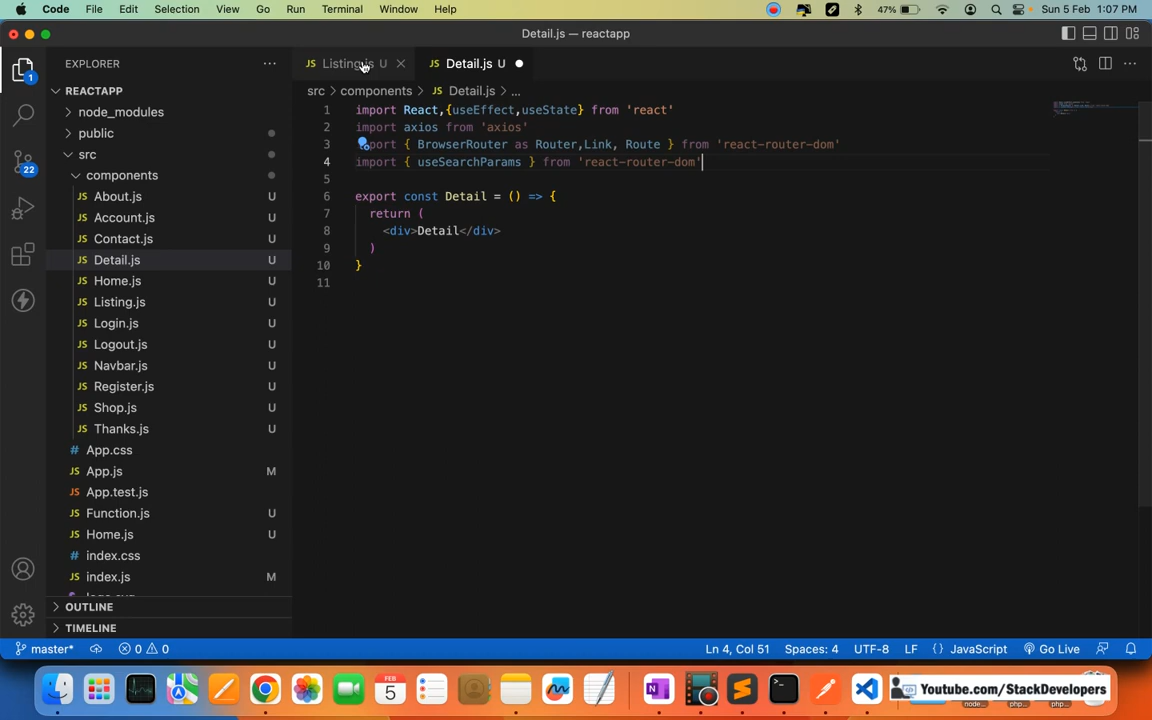 Code File Edit Selection View Go Run Terminal Window Help 47% Sun 5 Feb 1:07 PM
Detail.js — reactapp
EXPLORER
Listing.js U
Detail.js U
REACTAPP
src components Detail.js ...
node_modules
public
src
components
About.js U
Account.js U
Contact.js U
Detail.js U
Home.js U
Listing.js U
Login.js U
Logout.js U
Navbar.js U
Register.js U
Shop.js U
Thanks.js U
App.css
App.js M
App.test.js
Function.js U
Home.js U
index.css
index.js M
1 import React,{useEffect,useState} from 'react'
2 import axios from 'axios'
3 port { BrowserRouter as Router,Link, Route } from 'react-router-dom'
4 import { useSearchParams } from 'react-router-dom'
5
6 export const Detail = () => {
7 return (
8 <div>Detail</div>
9 )
10 }
11
OUTLINE
TIMELINE
1
22
master* 0 0 Ln 4, Col 51 Spaces: 4 UTF-8 LF {} JavaScript Go Live
FEB
5
Youtube.com/StackDevelopers